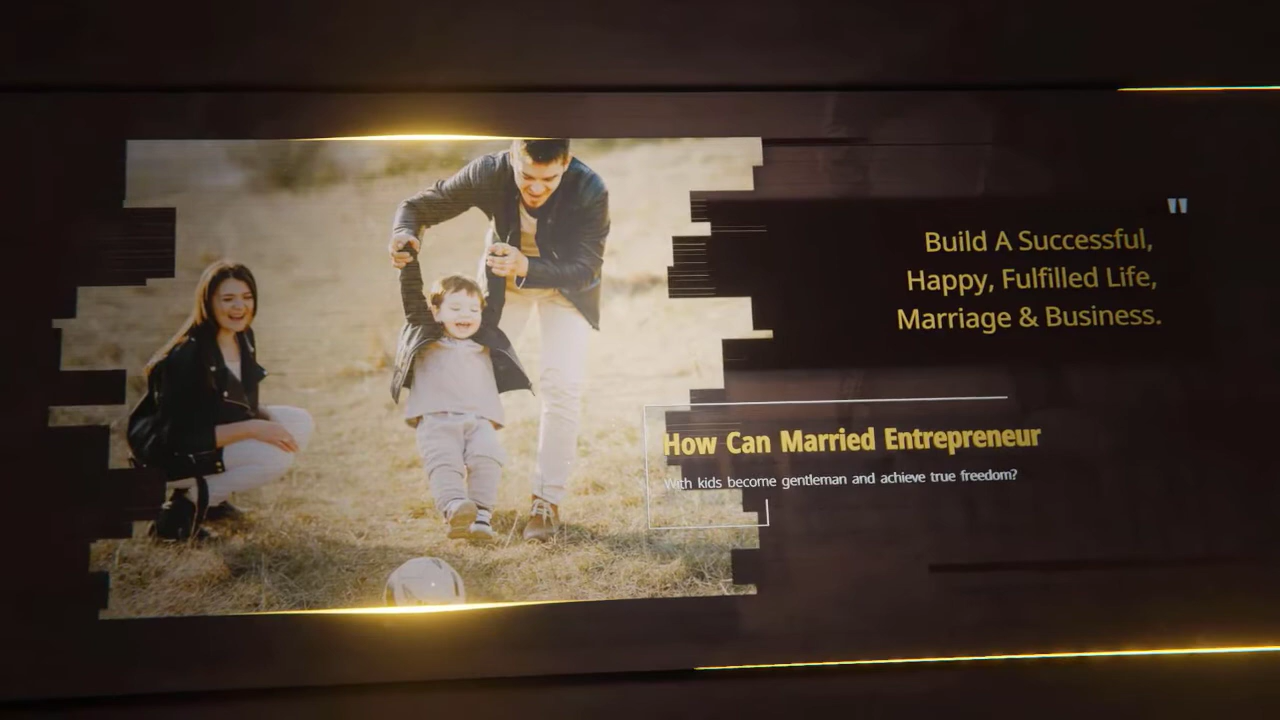 "
Build A Successful,
Happy, Fulfilled Life,
Marriage & Business.
How Can Married Entrepreneur
With kids become gentleman and achieve true freedom?